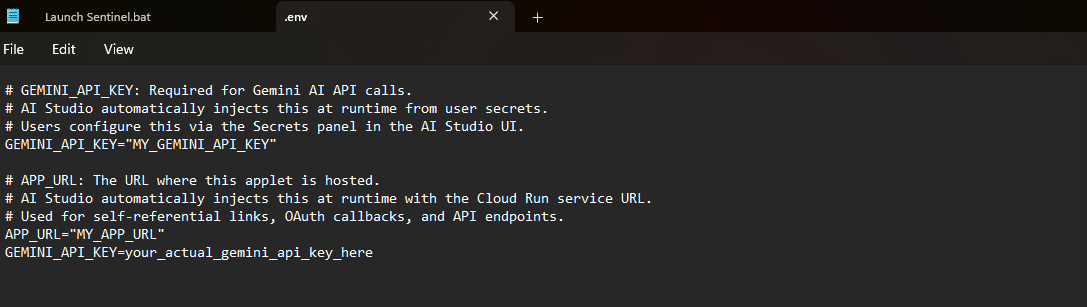 Launch Sentinel.bat
.env
File
Edit
View
# GEMINI_API_KEY: Required for Gemini AI API calls.
# AI Studio automatically injects this at runtime from user secrets.
# Users configure this via the Secrets panel in the AI Studio UI.
GEMINI_API_KEY="MY_GEMINI_API_KEY"
# APP_URL: The URL where this applet is hosted.
# AI Studio automatically injects this at runtime with the Cloud Run service URL.
# Used for self-referential links, OAuth callbacks, and API endpoints.
APP_URL="MY_APP_URL"
GEMINI_API_KEY=your_actual_gemini_api_key_here